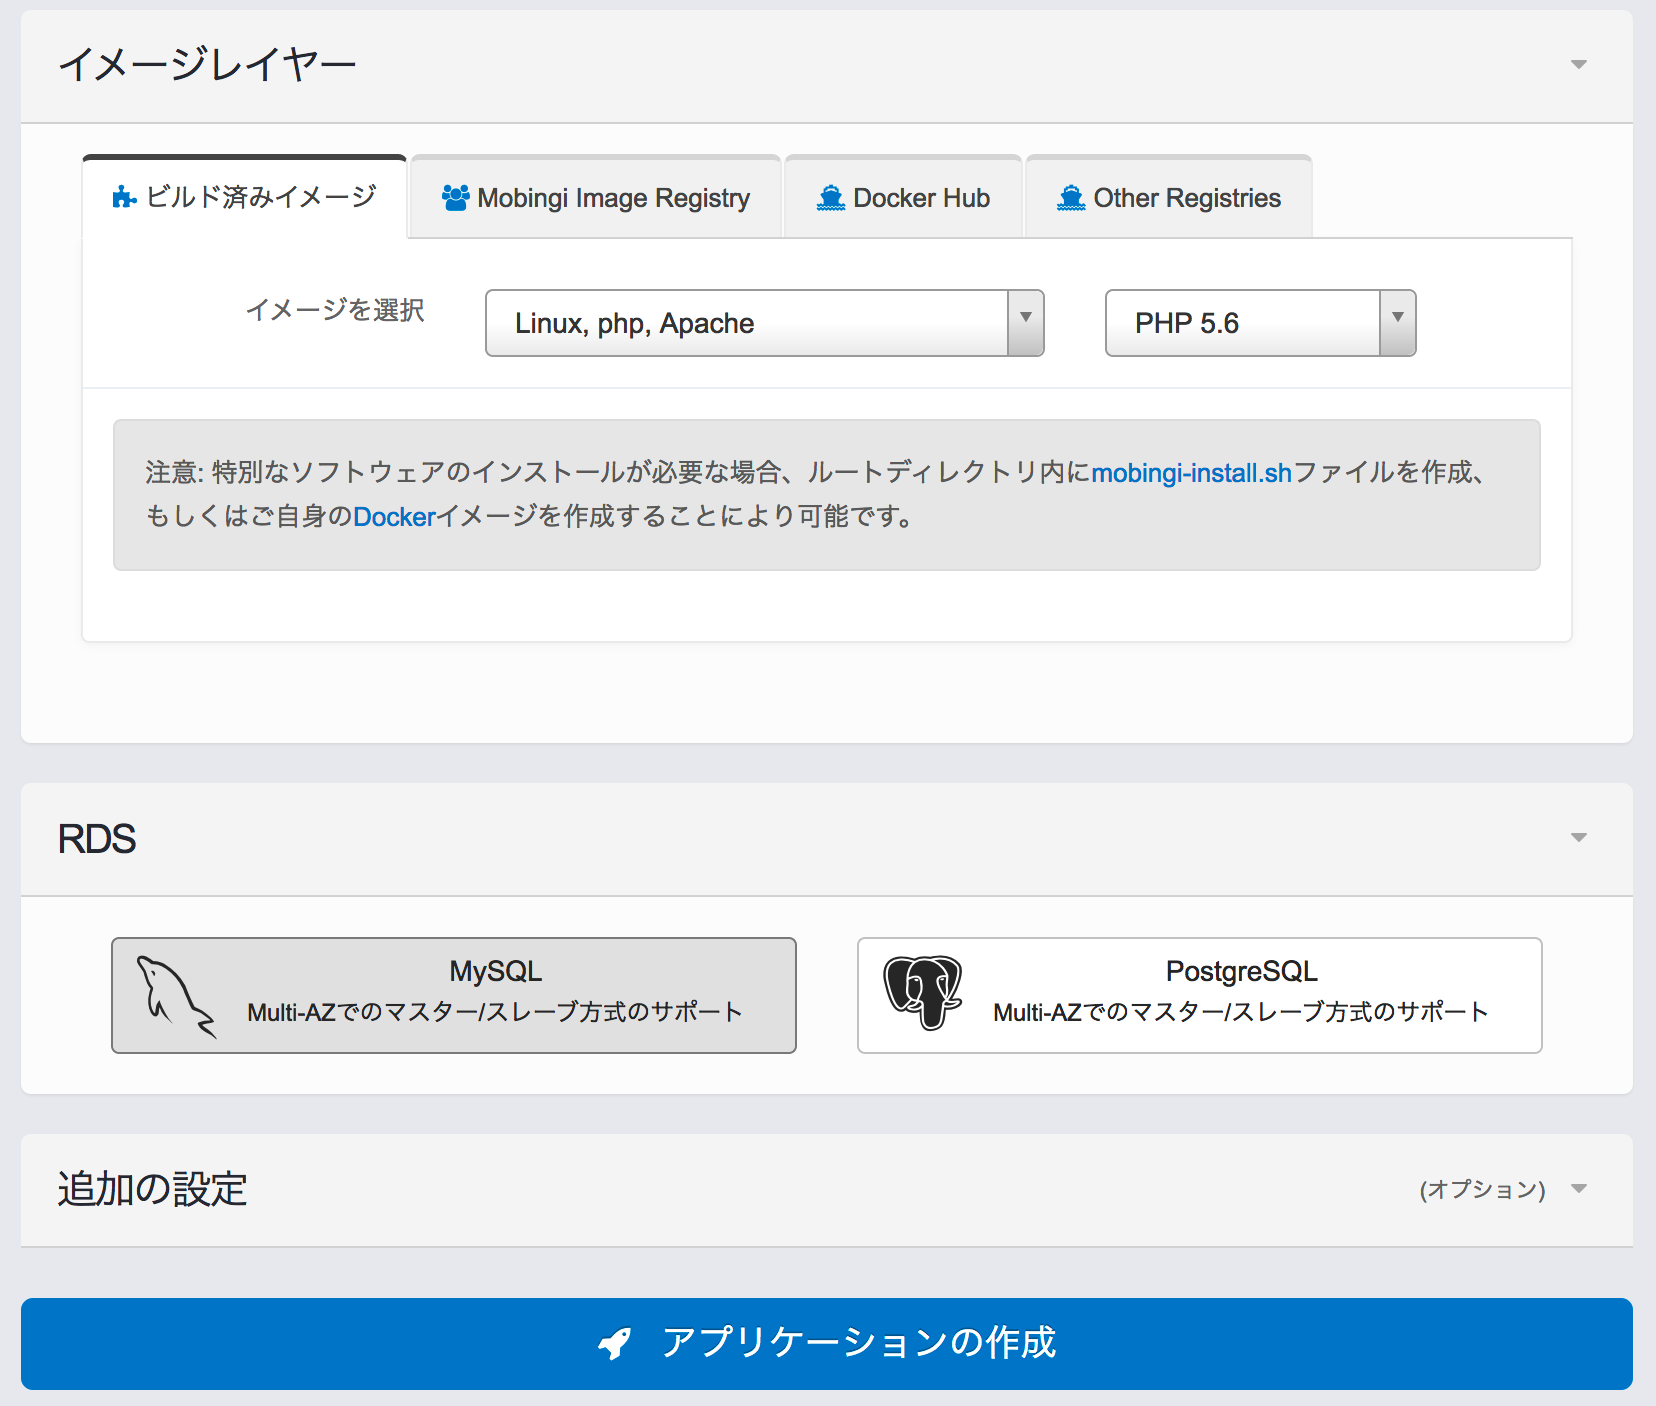 イメージレイヤー
ビルド済みイメージ
Mobingi Image Registry
Docker Hub
Other Registries
イメージを選択
Linux, php, Apache
PHP 5.6
注意: 特別なソフトウェアのインストールが必要な場合、ルートディレクトリ内にmobingi-install.shファイルを作成、
もしくはご自身のDockerイメージを作成することにより可能です。
RDS
MySQL
Multi-AZでのマスター/スレーブ方式のサポート
PostgreSQL
Multi-AZでのマスター/スレーブ方式のサポート
追加の設定
(オプション)
アプリケーションの作成